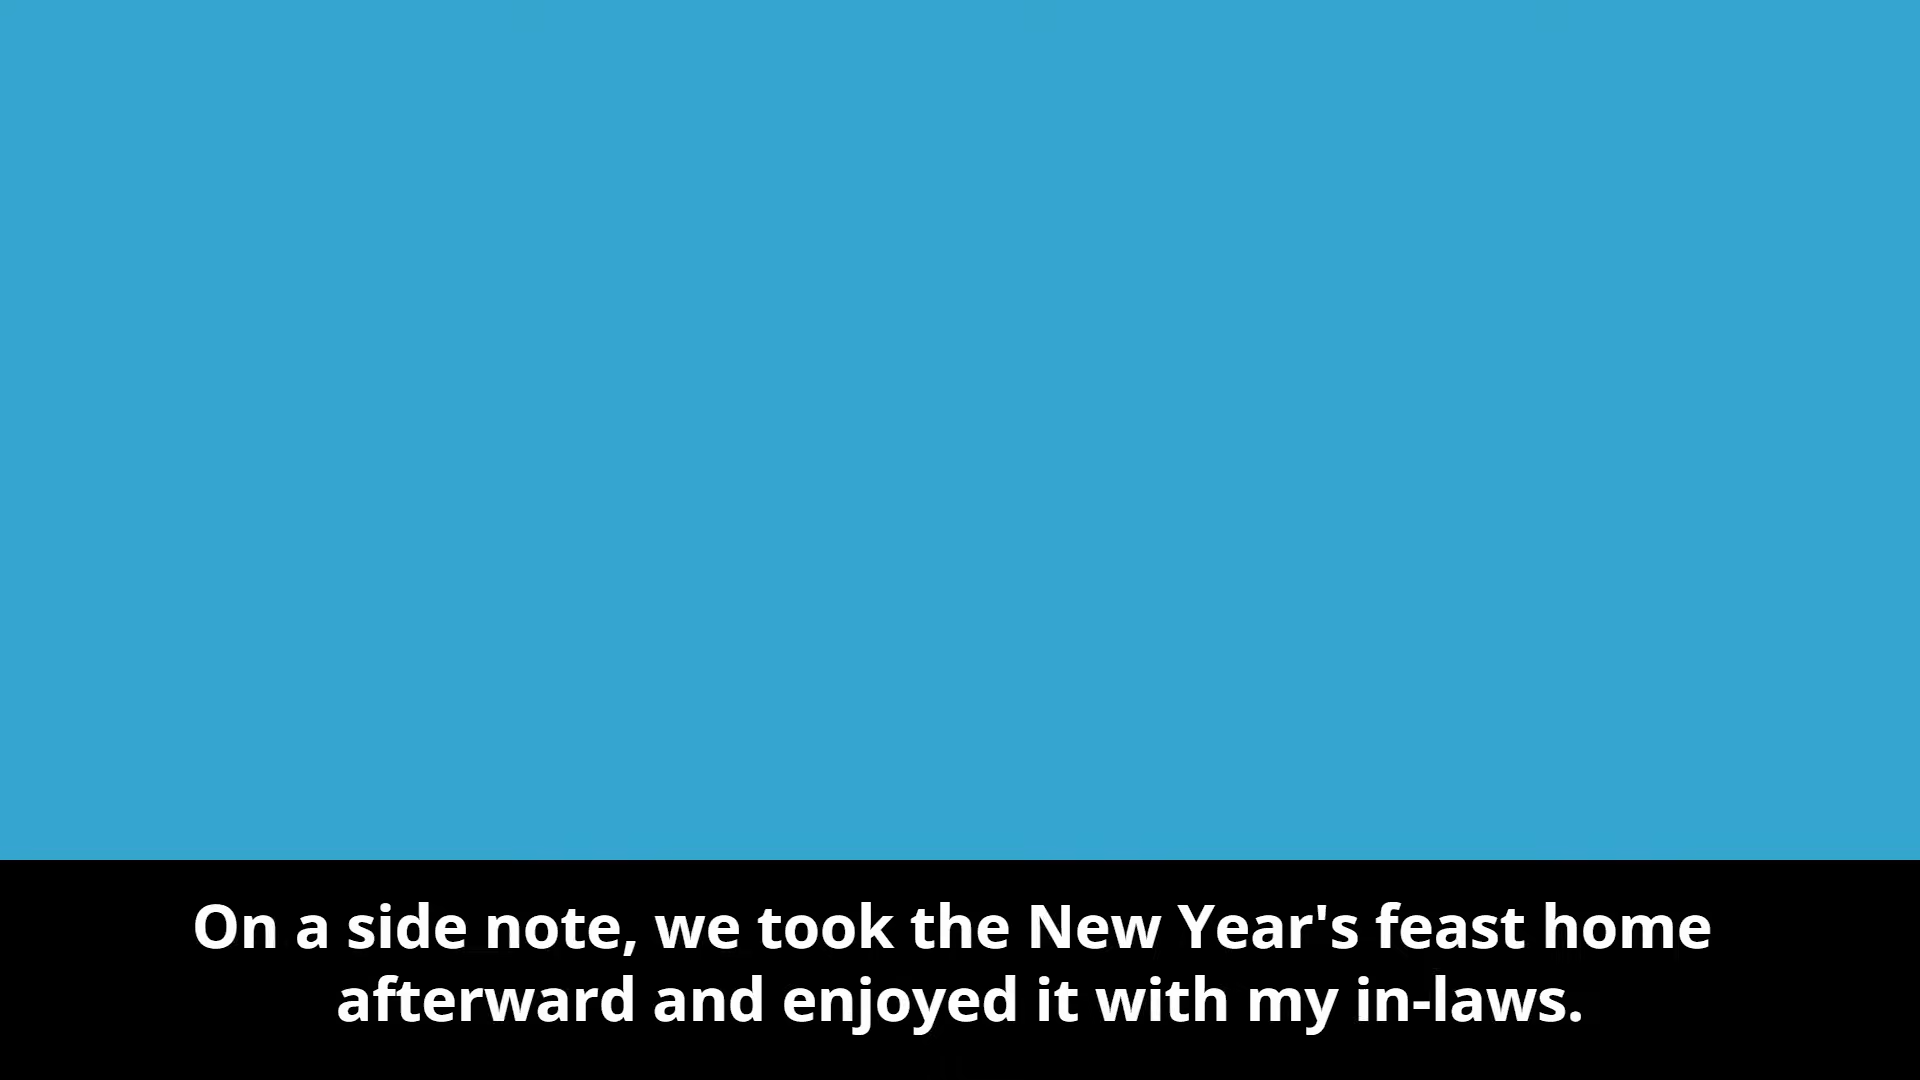 On a side note, we took the New Year's feast home
afterward and enjoyed it with my in-laws.